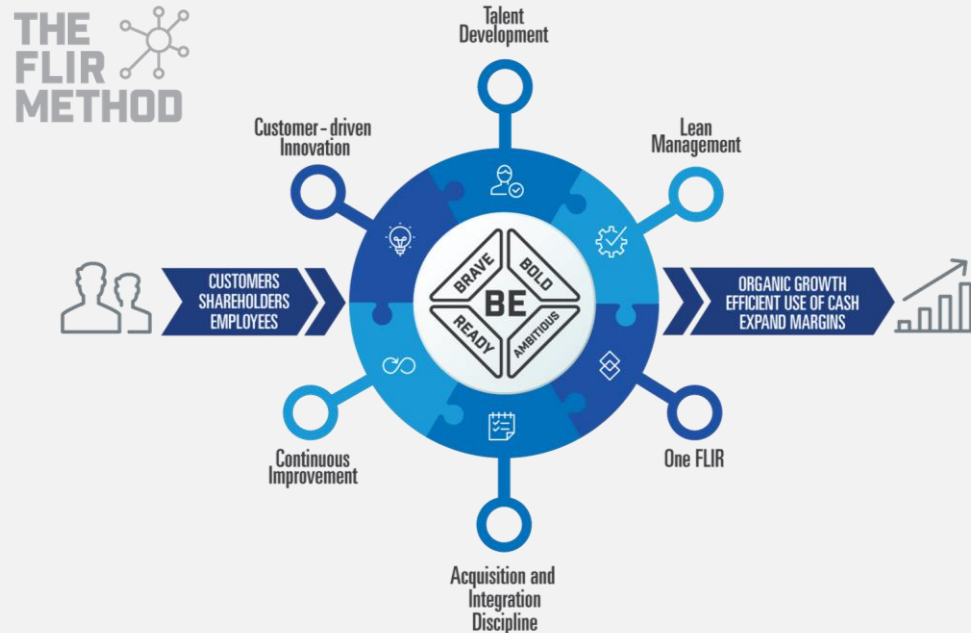 THE
FLIR
METHOD
Talent
Development
Customer-driven
Innovation
Lean
Management
CUSTOMERS
SHAREHOLDERS
EMPLOYEES
BRAVE
BOLD
BE
READY
AMBITIOUS
ORGANIC GROWTH
EFFICIENT USE OF CASH
EXPAND MARGINS
Continuous
Improvement
One FLIR
Acquisition and
Integration
Discipline